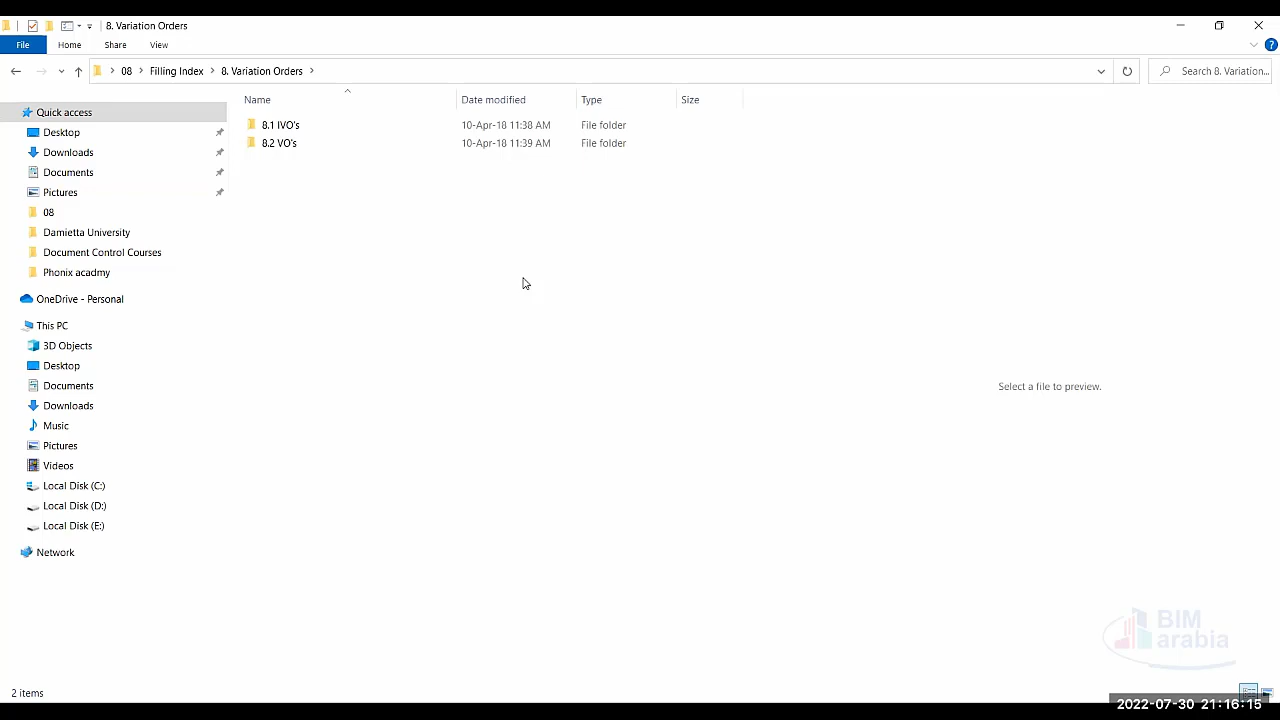 8. Variation Orders
File Home Share View
08 Filling Index 8. Variation Orders Search 8. Variation...
Name Date modified Type Size
8.1 IVO's 10-Apr-18 11:38 AM File folder
8.2 VO's 10-Apr-18 11:39 AM File folder
Quick access
Desktop
Downloads
Documents
Pictures
08
Damietta University
Document Control Courses
Phonix acadmy
OneDrive - Personal
This PC
3D Objects
Desktop
Documents
Downloads
Music
Pictures
Videos
Local Disk (C:)
Local Disk (D:)
Local Disk (E:)
Network
Select a file to preview.
BIM
arabia
2 items
2022-07-30 21:16:15